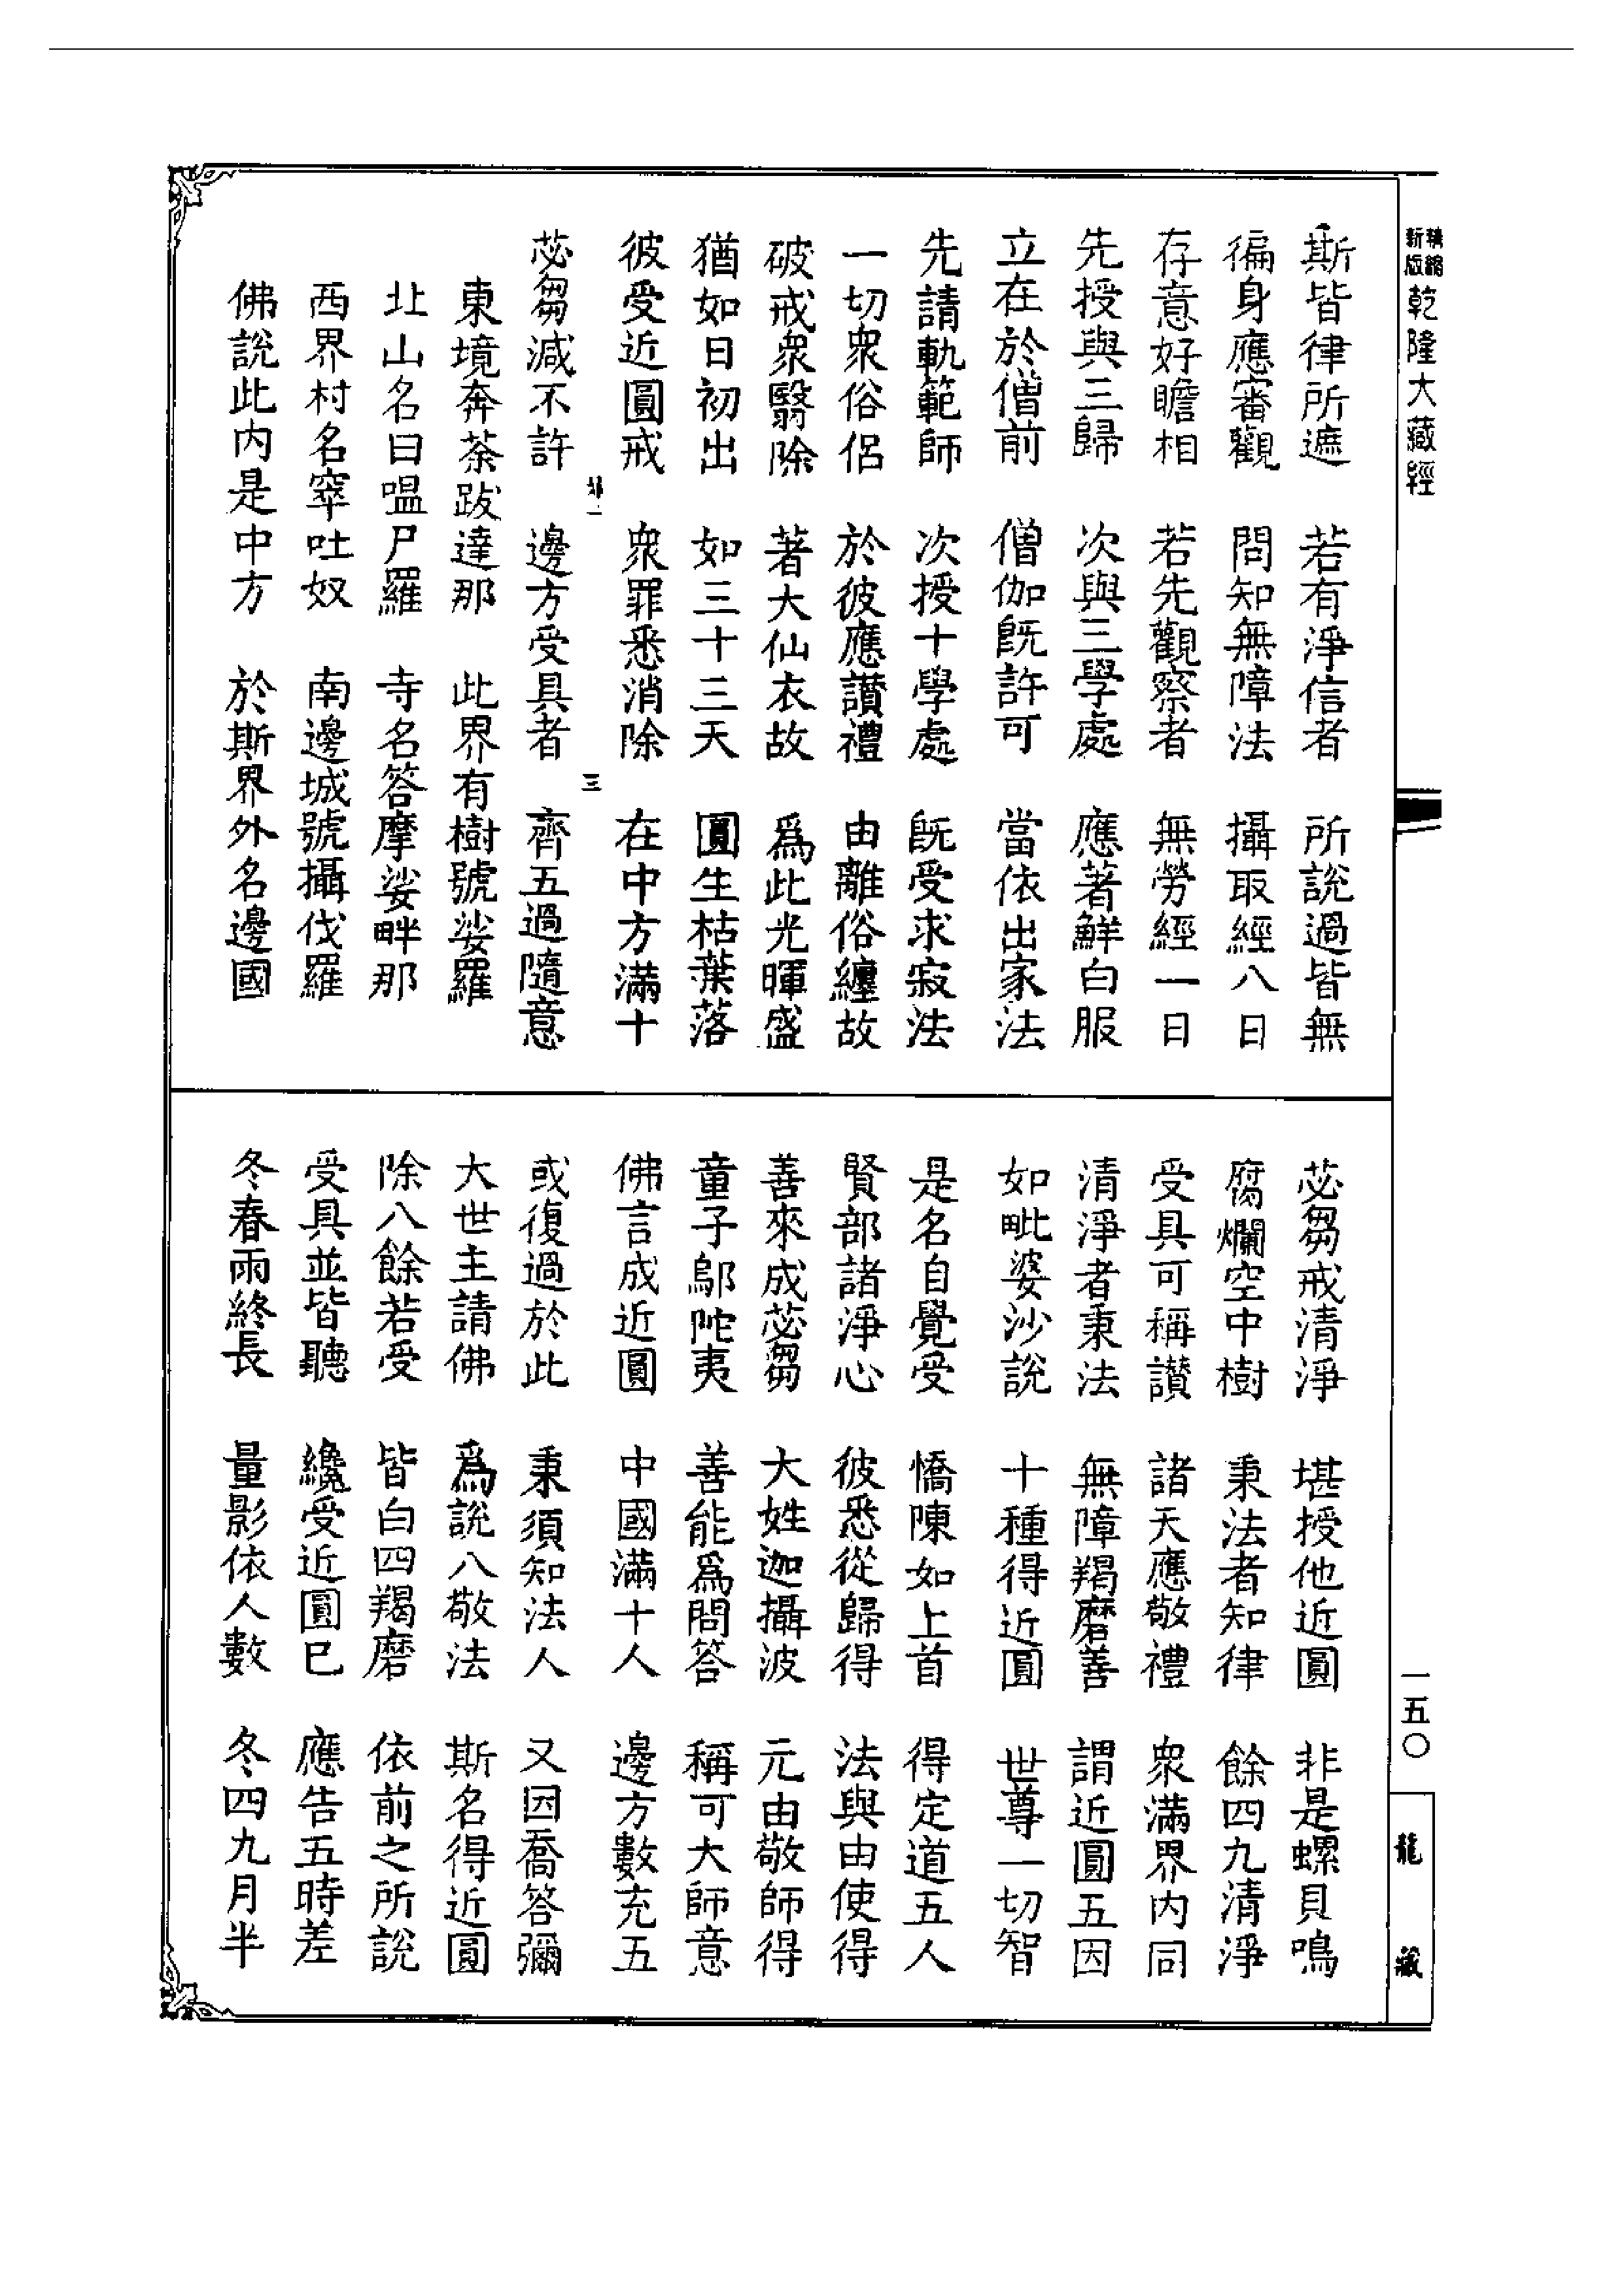 新版精縮乾隆大藏經
斯皆律所遮　若有淨信者　所說過皆無
徧身應審觀　問知無障法　攝取經八日
存意好瞻相　若先觀察者　無勞經一日
先授與三歸　次與三學處　應著鮮白服
立在於僧前　僧伽旣許可　當依出家法
先請軌範師　次授十學處　旣受求寂法
一切衆俗侶　於彼應讚禮　由離俗纏故
破戒衆翳除　著大仙衣故　爲此光暉盛
猶如日初出　如三十三天　圓生枯葉落
彼受近圓戒　衆罪悉消除　在中方滿十
三
苾芻減不許　邊方受具者　齊五過隨意
東境奔茶跋達那　此界有樹號娑羅
北山名曰嗢尸羅　寺名答摩娑畔那
西界村名窣吐奴　南邊城號攝伐羅
佛說此內是中方　於斯界外名邊國
苾芻戒清淨　堪授他近圓　非是螺貝鳴
腐爛空中樹　秉法者知律　餘四九清淨
受具可稱讚　諸天應敬禮　衆滿界內同
清淨者秉法　無障羯磨善　謂近圓五因
如毗婆沙說　十種得近圓　世尊一切智
是名自覺受　憍陳如上首　得定道五人
賢部諸淨心　彼悉從歸得　法與由使得
善來成苾芻　大姓迦攝波　元由敬師得
童子鄔陀夷　善能爲問答　稱可大師意
佛言成近圓　中國滿十人　邊方數充五
或復過於此　秉須知法人　又因喬答彌
大世主請佛　爲說八敬法　斯名得近圓
除八餘若受　皆白四羯磨　依前之所說
受具並皆聽　纔受近圓已　應告五時差
冬春雨終長　量影依人數　冬四九月半
一五〇
龍藏